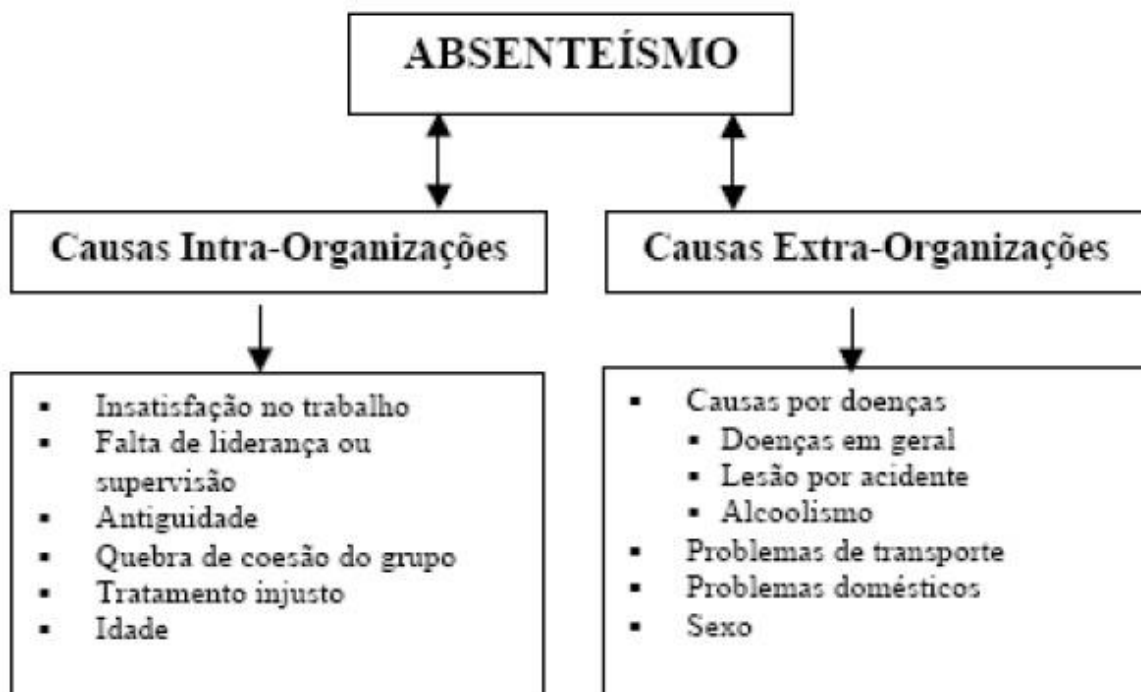 ABSENTEÍSMO
Causas Intra-Organizações
▪ Insatisfação no trabalho
▪ Falta de liderança ou
supervisão
▪ Antiguidade
▪ Quebra de coesão do grupo
▪ Tratamento injusto
▪ Idade
Causas Extra-Organizações
▪ Causas por doenças
▪ Doenças em geral
▪ Lesão por acidente
▪ Alcoolismo
▪ Problemas de transporte
▪ Problemas domésticos
▪ Sexo